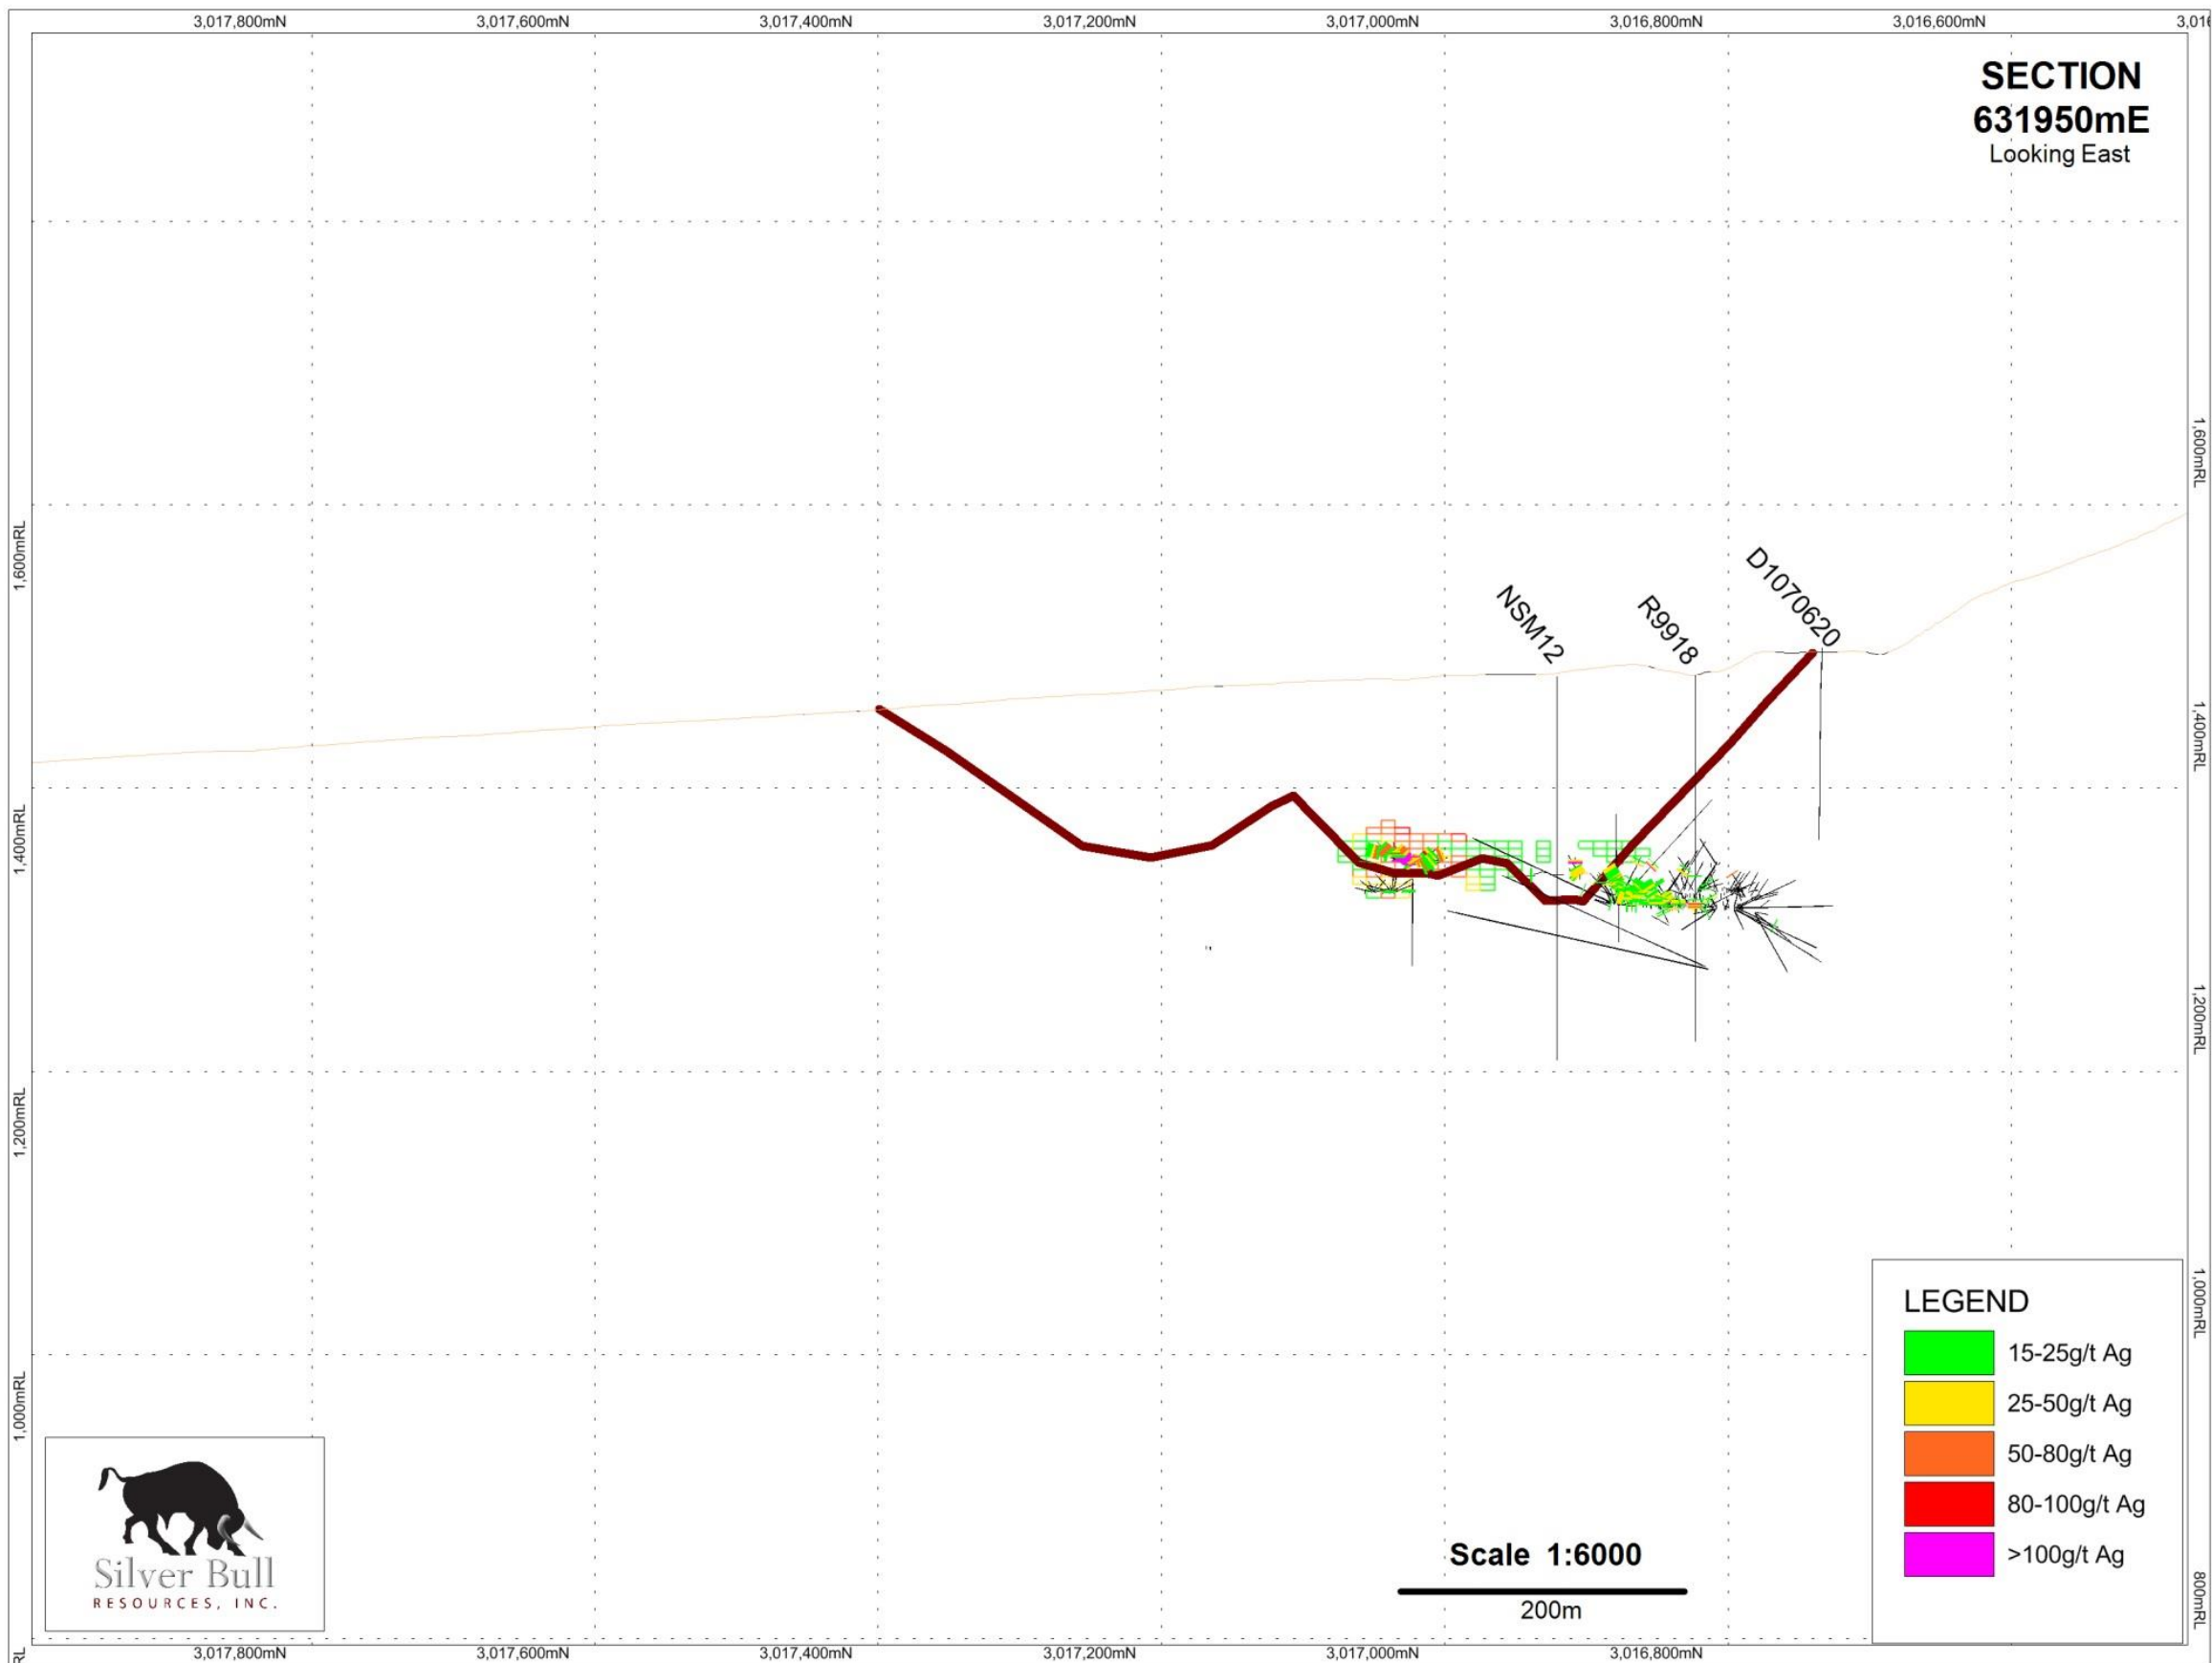 3,017,800mN 3,017,600mN 3,017,400mN 3,017,200mN 3,017,000mN 3,016,800mN 3,016,600mN
SECTION
631950mE
Looking East
1,600mRL
1,600mRL
NSM12
R9918
D1070620
1,400mRL
1,400mRL
1,200mRL
1,200mRL
1,000mRL
1,000mRL
LEGEND
15-25g/t Ag
25-50g/t Ag
50-80g/t Ag
80-100g/t Ag
>100g/t Ag
Silver Bull
RESOURCES, INC.
Scale 1:6000
200m
800mRL
3,017,800mN 3,017,600mN 3,017,400mN 3,017,200mN 3,017,000mN 3,016,800mN